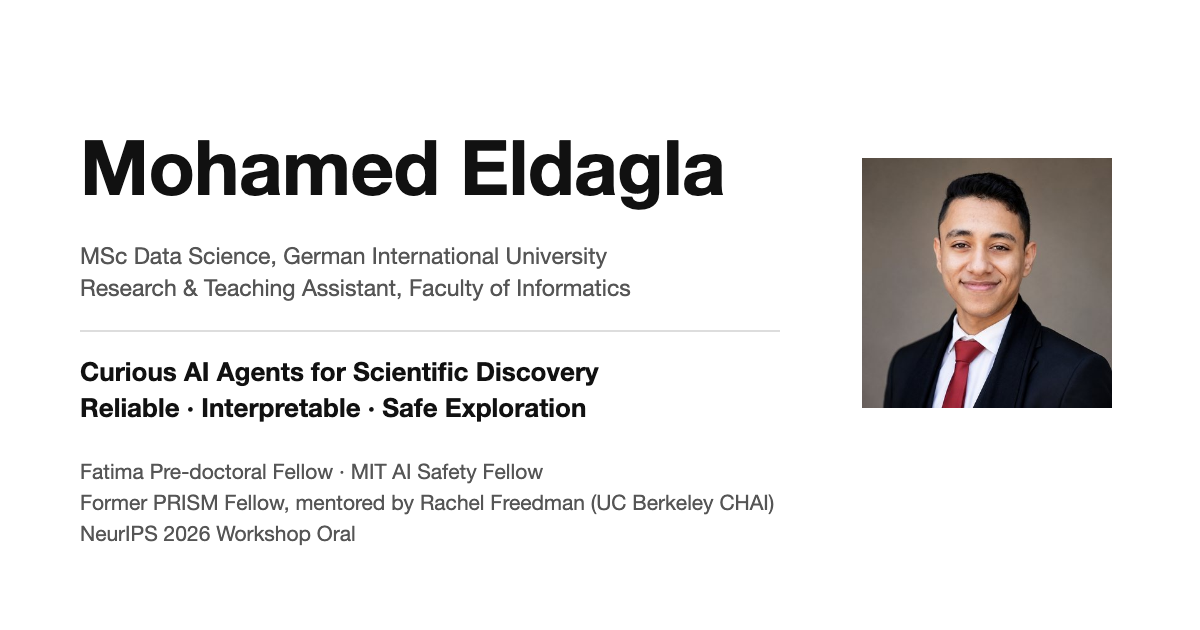 Mohamed Eldagla
MSc Data Science, German International University
Research & Teaching Assistant, Faculty of Informatics
Curious AI Agents for Scientific Discovery
Reliable · Interpretable · Safe Exploration
Fatima Pre-doctoral Fellow · MIT AI Safety Fellow
Former PRISM Fellow, mentored by Rachel Freedman (UC Berkeley CHAI)
NeurIPS 2026 Workshop Oral